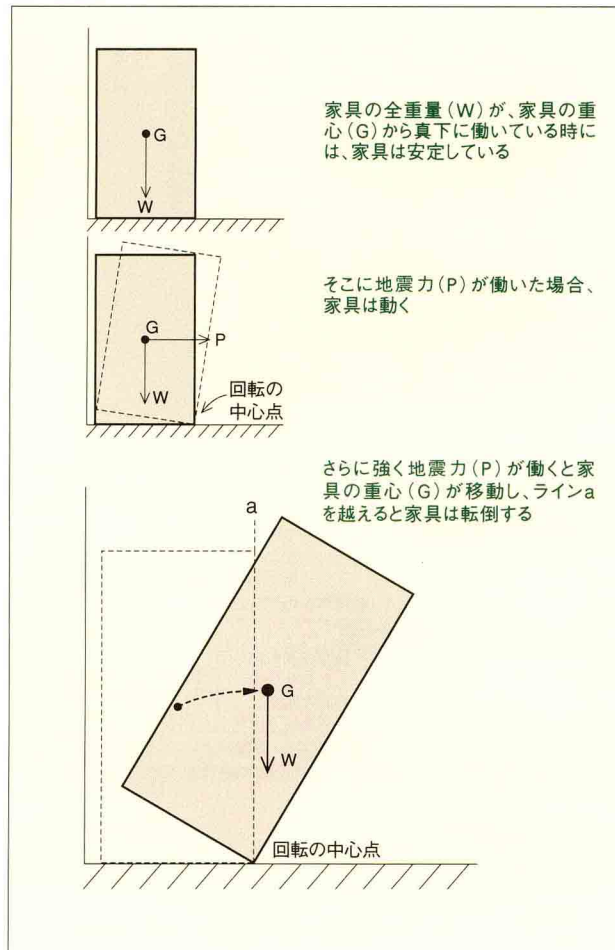 G
W
家具の全重量(W)が、家具の重
心(G)から真下に働いている時に
は、家具は安定している
G
P
W
回転の
中心点
そこに地震力(P)が働いた場合、
家具は動く
さらに強く地震力(P)が働くと家
具の重心(G)が移動し、ラインa
を越えると家具は転倒する
a
G
W
回転の中心点